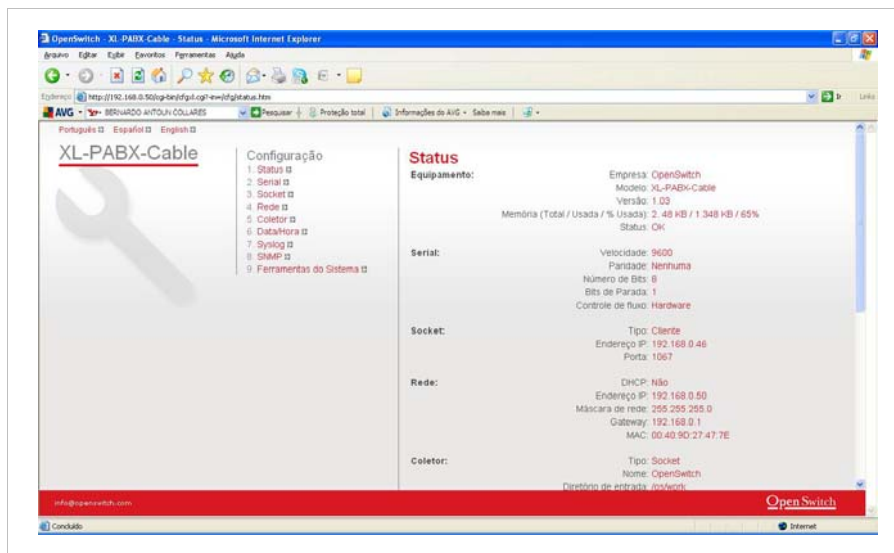 OpenSwitch - XL-PABX-Cable - Status - Microsoft Internet Explorer
Arquivo Editar Exibir Favoritos Ferramentas Ajuda
Endereço http://192.168.0.50/cgi-bin/
AVG BERNARDO ANTOUN COLLARES Pesquisar Proteção total Informações do AVG Saiba mais
Links
Português Español English
XL-PABX-Cable
Configuração
1. Status
2. Serial
3. Socket
4. Rede
5. Coletor
6. Data/Hora
7. Syslog
8. SNMP
9. Ferramentas do Sistema
Status
Equipamento: Empresa: OpenSwitch
Modelo: XL-PABX-Cable
Versão: 1.03
Memória (Total / Usada / % Usada): 2. 48 KB / 1.348 KB / 65%
Status: OK
Serial: Velocidade: 9600
Paridade: Nenhuma
Número de Bits: 8
Bits de Parada: 1
Controle de fluxo: Hardware
Socket: Tipo: Cliente
Endereço IP: 192.168.0.46
Porta: 1067
Rede: DHCP: Não
Endereço IP: 192.168.0.50
Máscara de rede: 255.255.255.0
Gateway: 192.168.0.1
MAC: 00:40:9D:27:47:7E
Coletor: Tipo: Socket
Nome: OpenSwitch
Diretório de entrada: /os/work
info@openswitch.com
Open Switch
Concluído
Internet